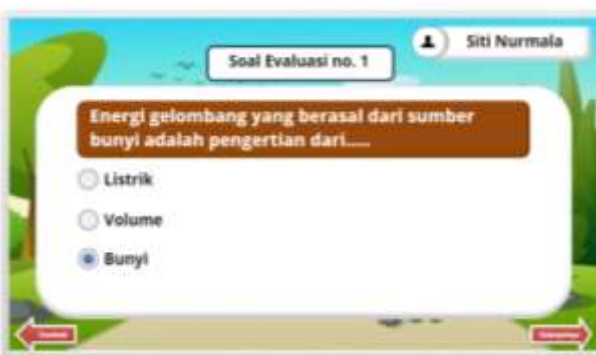 Siti Nurmala
Soal Evaluasi no. 1
Energi gelombang yang berasal dari sumber
bunyi adalah pengertian dari.....
Listrik
Volume
Bunyi